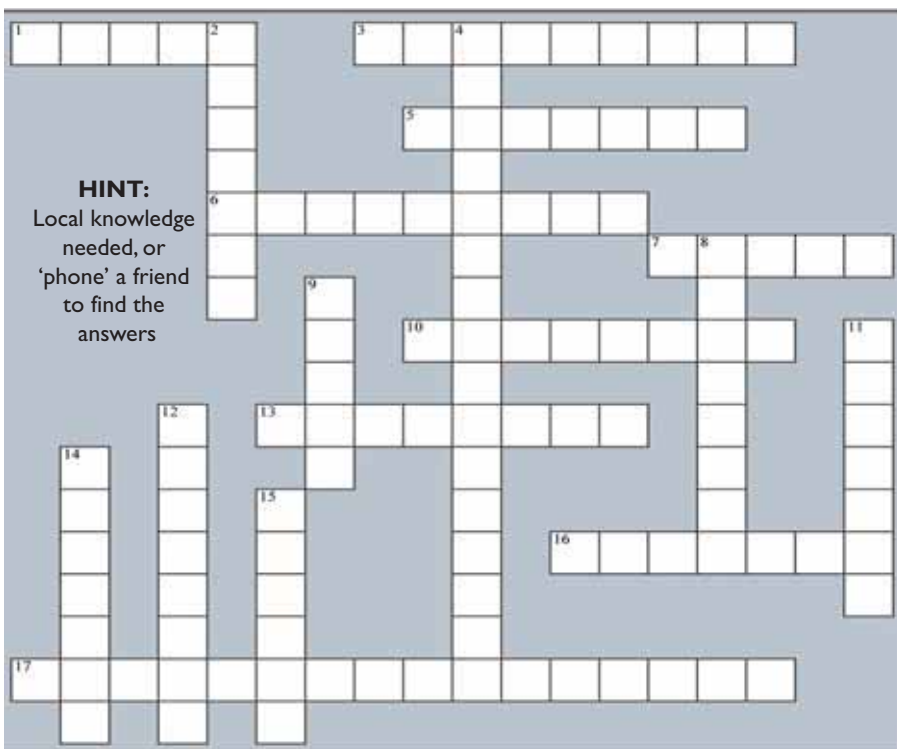 1
2
3
4
5
6
HINT:
Local knowledge
needed, or
‘phone’ a friend
to find the
answers
7
8
9
10
11
12
13
14
15
16
17